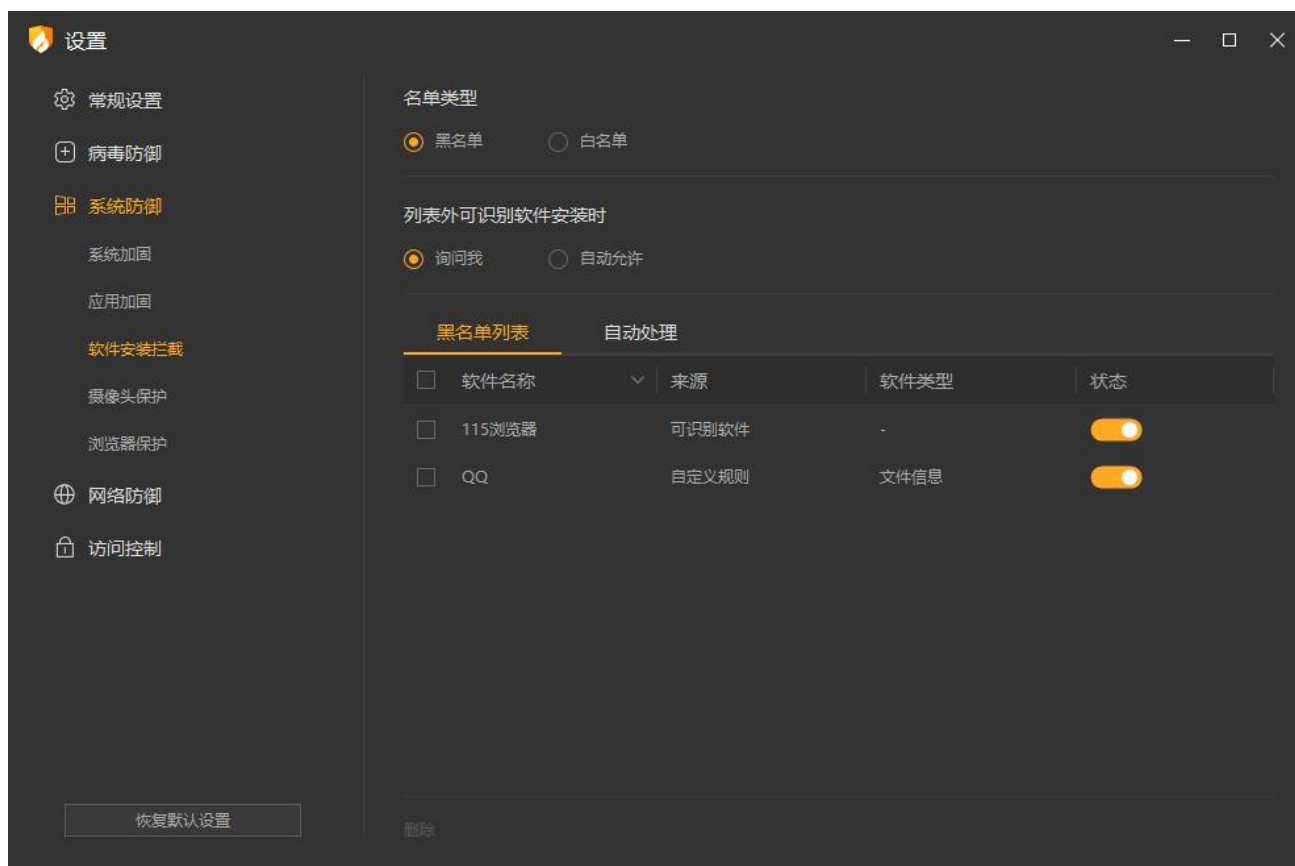 设置
常规设置
病毒防御
系统防御
系统加固
应用加固
软件安装拦截
摄像头保护
浏览器保护
网络防御
访问控制
恢复默认设置
名单类型
黑名单 白名单
列表外可识别软件安装时
询问我 自动允许
黑名单列表 自动处理
软件名称 来源 软件类型 状态
115浏览器 可识别软件 -
QQ 自定义规则 文件信息
删除